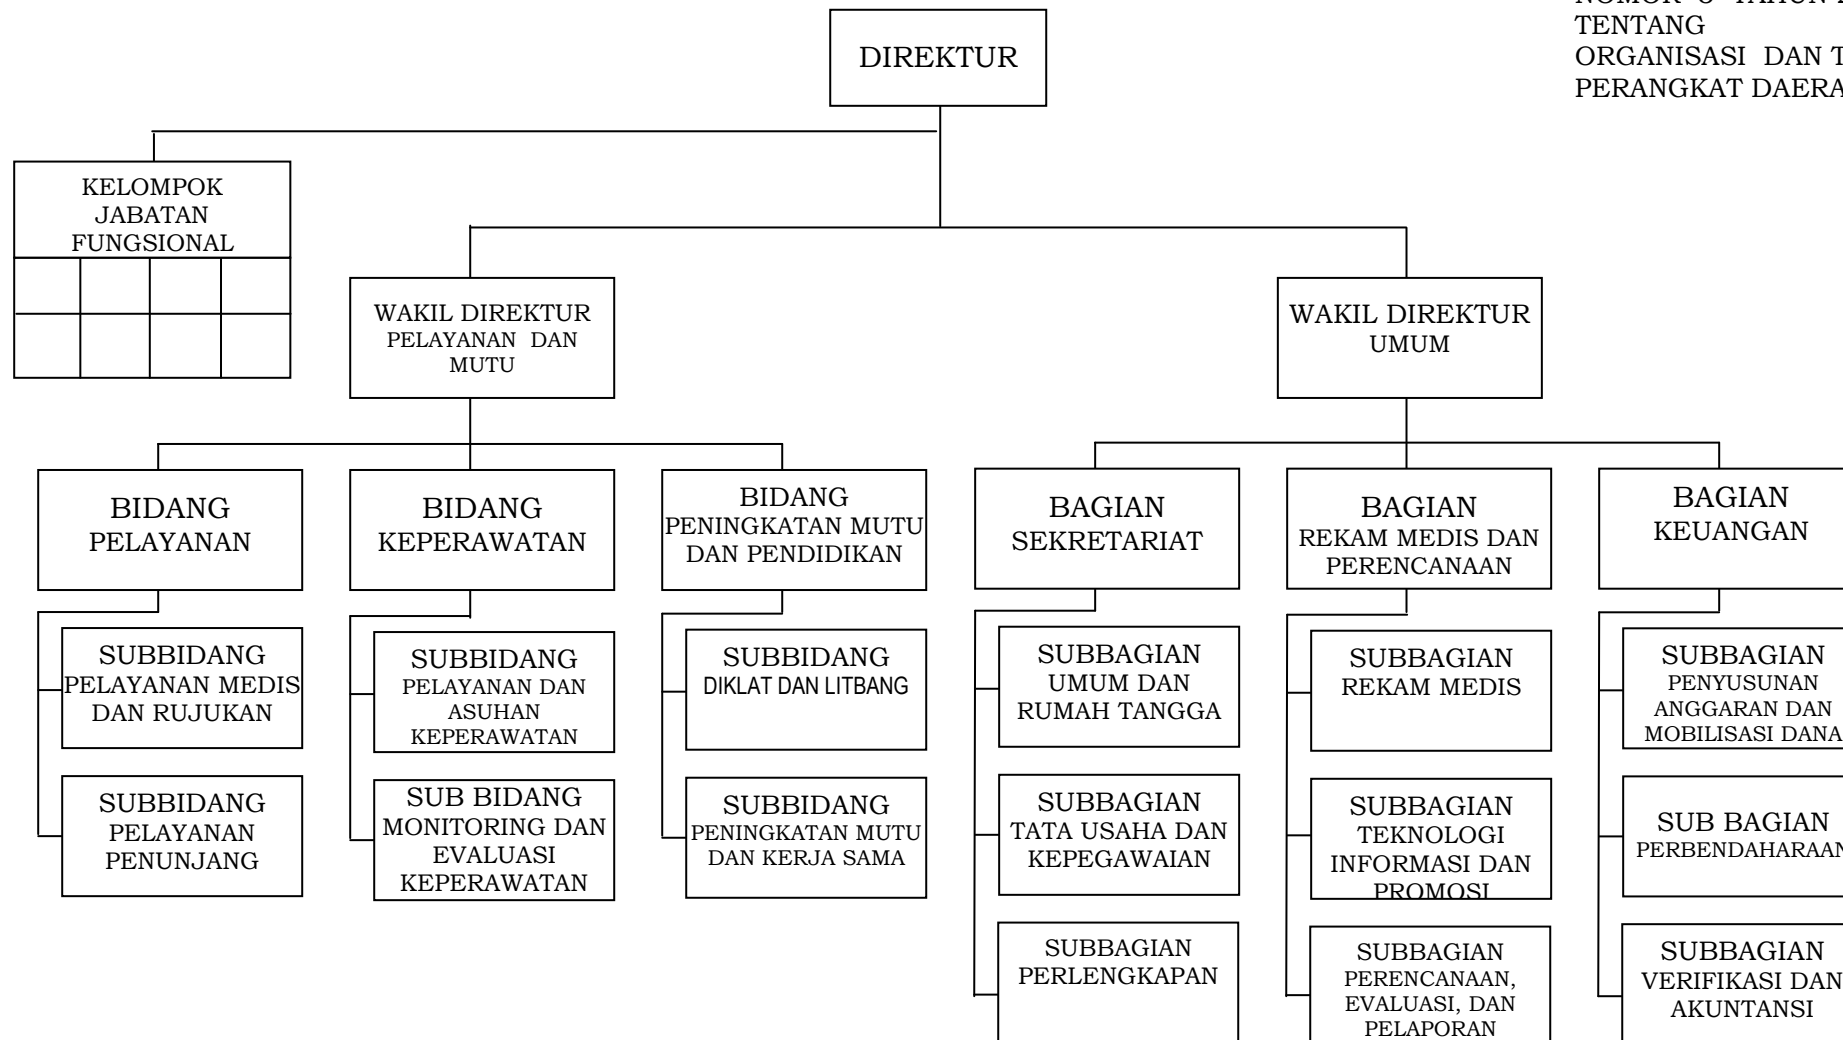 TENTANG
ORGANISASI DAN T
PERANGKAT DAERA
DIREKTUR
KELOMPOK
JABATAN
FUNGSIONAL
WAKIL DIREKTUR
PELAYANAN DAN
MUTU
WAKIL DIREKTUR
UMUM
BIDANG
PELAYANAN
BIDANG
KEPERAWATAN
BIDANG
PENINGKATAN MUTU
DAN PENDIDIKAN
BAGIAN
SEKRETARIAT
BAGIAN
REKAM MEDIS DAN
PERENCANAAN
BAGIAN
KEUANGAN
SUBBIDANG
PELAYANAN MEDIS
DAN RUJUKAN
SUBBIDANG
PELAYANAN DAN
ASUHAN
KEPERAWATAN
SUBBIDANG
DIKLAT DAN LITBANG
SUBBAGIAN
UMUM DAN
RUMAH TANGGA
SUBBAGIAN
REKAM MEDIS
SUBBAGIAN
PENYUSUNAN
ANGGARAN DAN
MOBILISASI DANA
SUBBIDANG
PELAYANAN
PENUNJANG
SUB BIDANG
MONITORING DAN
EVALUASI
KEPERAWATAN
SUBBIDANG
PENINGKATAN MUTU
DAN KERJA SAMA
SUBBAGIAN
TATA USAHA DAN
KEPEGAWAIAN
SUBBAGIAN
TEKNOLOGI
INFORMASI DAN
PROMOSI
SUB BAGIAN
PERBENDAHARAAN
SUBBAGIAN
PERLENGKAPAN
SUBBAGIAN
PERENCANAAN,
EVALUASI, DAN
PELAPORAN
SUBBAGIAN
VERIFIKASI DAN
AKUNTANSI